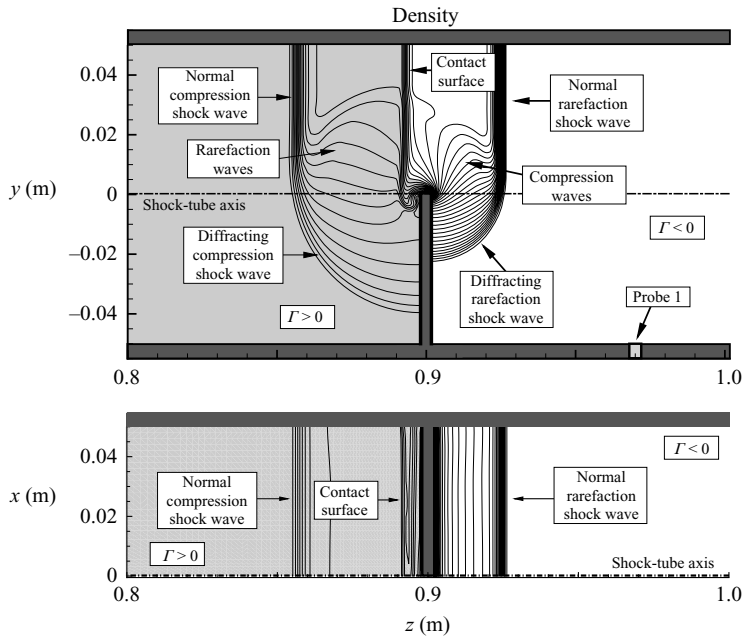 Density
0.04
0.02
0
−0.02
−0.04
y (m)
Normal
compression
shock wave
Contact
surface
Normal
rarefaction
shock wave
Rarefaction
waves
Compression
waves
Shock-tube axis
Γ < 0
Diffracting
compression
shock wave
Diffracting
rarefaction
shock wave
Γ > 0
Probe 1
0.8
0.9
1.0
0.04
0.02
0
x (m)
Γ < 0
Normal
compression
shock wave
Contact
surface
Normal
rarefaction
shock wave
Γ > 0
Shock-tube axis
0.8
0.9
1.0
z (m)